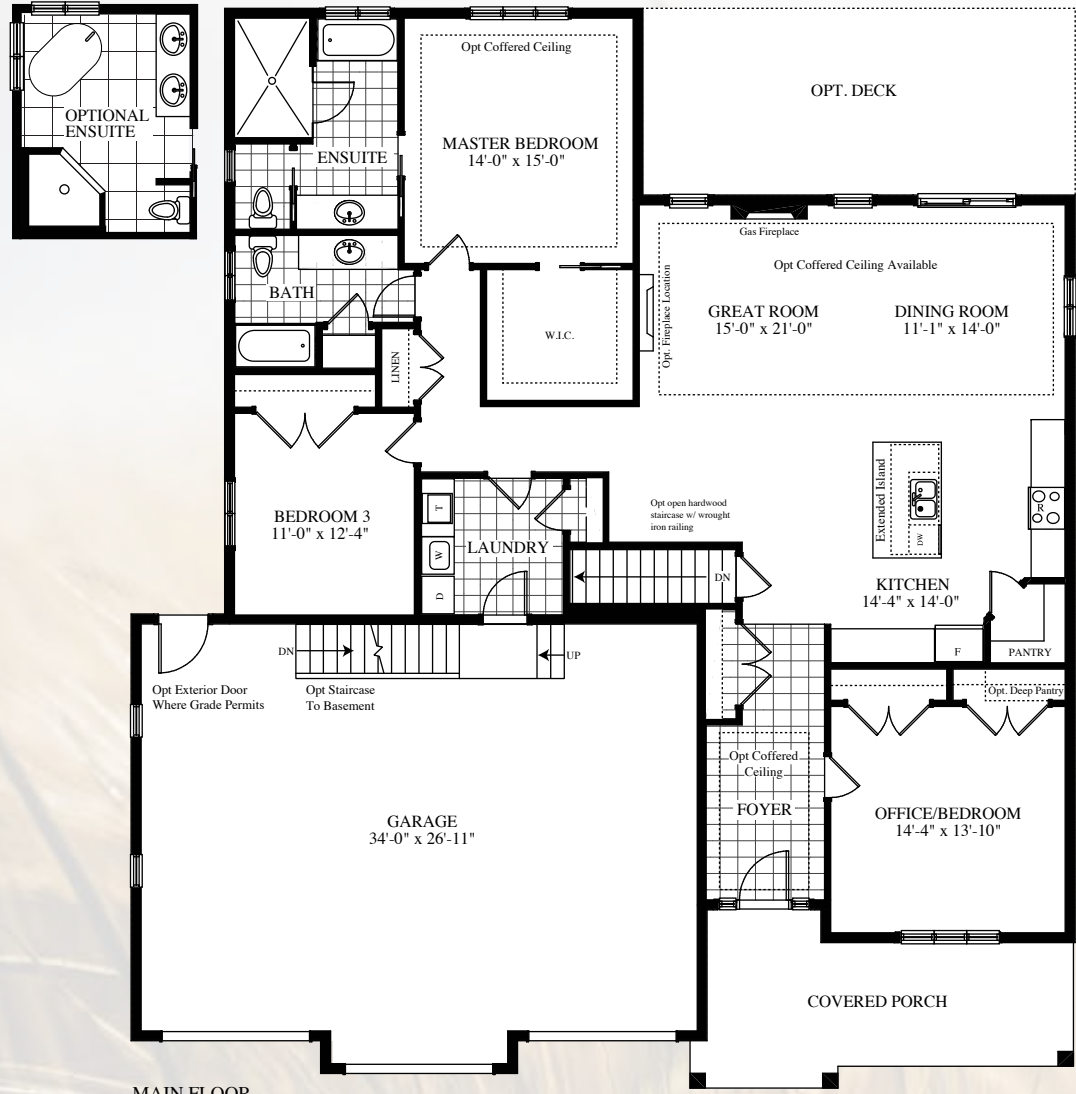 OPTIONAL
ENSUITE
Opt Coffered Ceiling
MASTER BEDROOM
14'-0" x 15'-0"
ENSUITE
OPT. DECK
BATH
LINEN
W.I.C.
Gas Fireplace
Opt Coffered Ceiling Available
Opt. Fireplace Location
GREAT ROOM
15'-0" x 21'-0"
DINING ROOM
11'-1" x 14'-0"
BEDROOM 3
11'-0" x 12'-4"
T
W
D
LAUNDRY
Opt open hardwood
staircase w/ wrought
iron railing
DN
Extended Island
DW
R
KITCHEN
14'-4" x 14'-0"
F
PANTRY
Opt. Deep Pantry
DN
UP
Opt Exterior Door
Where Grade Permits
Opt Staircase
To Basement
GARAGE
34'-0" x 26'-11"
Opt Coffered
Ceiling
FOYER
OFFICE/BEDROOM
14'-4" x 13'-10"
COVERED PORCH
MAIN FLOOR